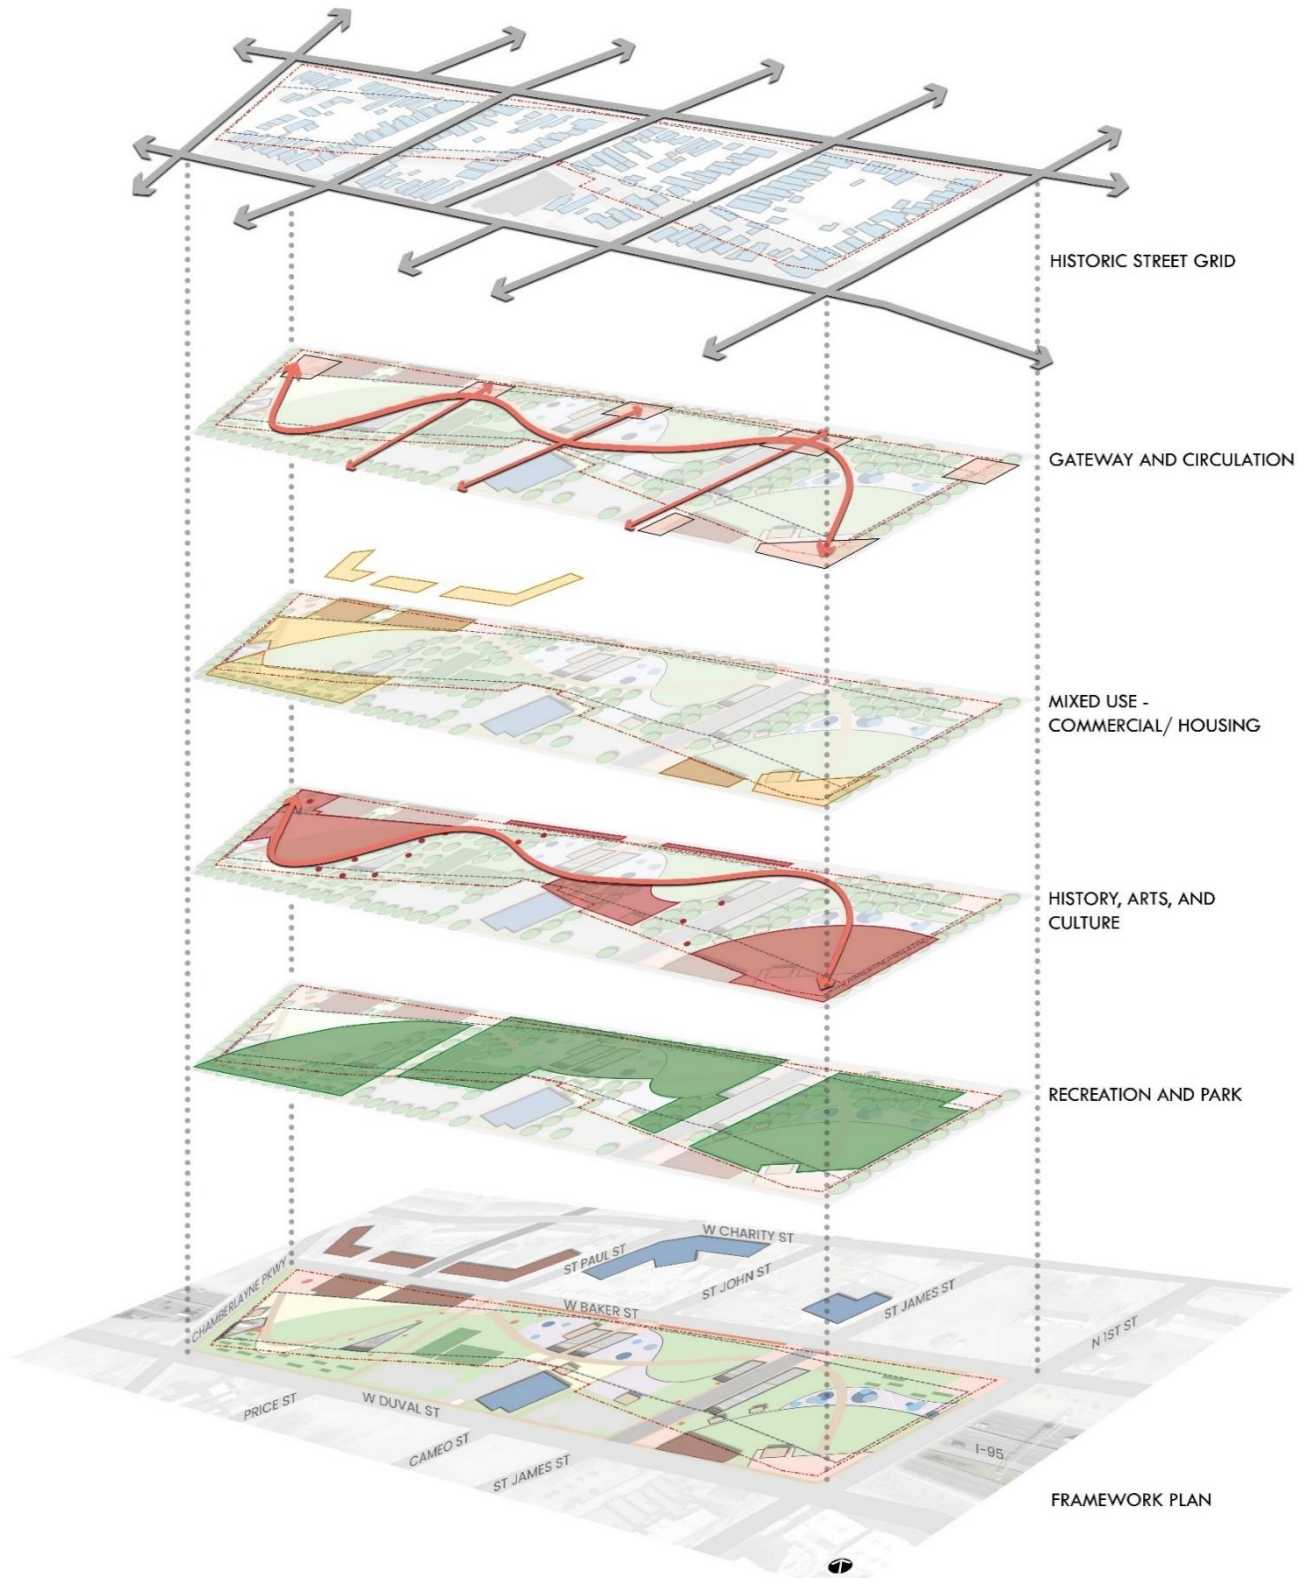 HISTORIC STREET GRID
GATEWAY AND CIRCULATION
MIXED USE -
COMMERCIAL/ HOUSING
HISTORY, ARTS, AND
CULTURE
RECREATION AND PARK
W CHARITY ST
ST PAUL ST
ST JOHN ST
CHAMBERLAYNE PKWY
W BAKER ST
ST JAMES ST
N 1ST ST
PRICE ST
W DUVAL ST
CAMEO ST
ST JAMES ST
I-95
FRAMEWORK PLAN